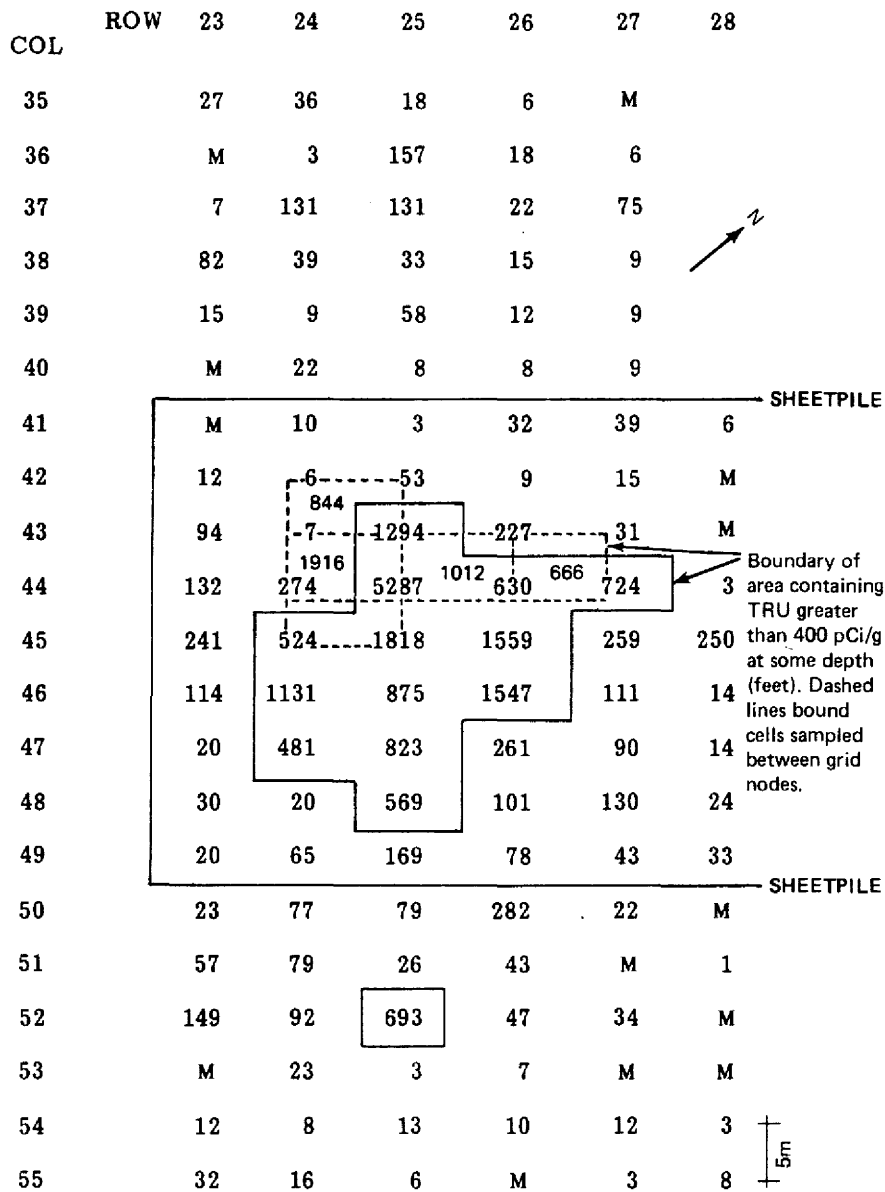 ROW 23 24 25 26 27 28
COL
35 27 36 18 6 M
36 M 3 157 18 6
37 7 131 131 22 75
N
38 82 39 33 15 9
39 15 9 58 12 9
40 M 22 8 8 9
SHEETPILE
41 M 10 3 32 39 6
42 12 6 53 9 15 M
844
43 94 7 1294 227 31 M
1916 1012 666
44 132 274 5287 630 724 3
45 241 524 1818 1559 259 250
46 114 1131 875 1547 111 14
47 20 481 823 261 90 14
48 30 20 569 101 130 24
49 20 65 169 78 43 33
Boundary of
area containing
TRU greater
than 400 pCi/g
at some depth
(feet). Dashed
lines bound
cells sampled
between grid
nodes.
SHEETPILE
50 23 77 79 282 22 M
51 57 79 26 43 M 1
52 149 92 693 47 34 M
53 M 23 3 7 M M
54 12 8 13 10 12 3
5m
55 32 16 6 M 3 8